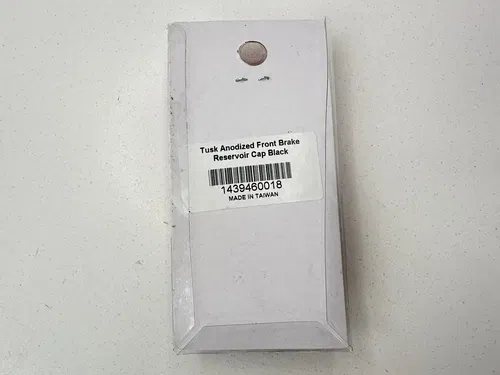 Tusk Anodized Front Brake
Reservoir Cap Black
1439460018
MADE IN TAIWAN